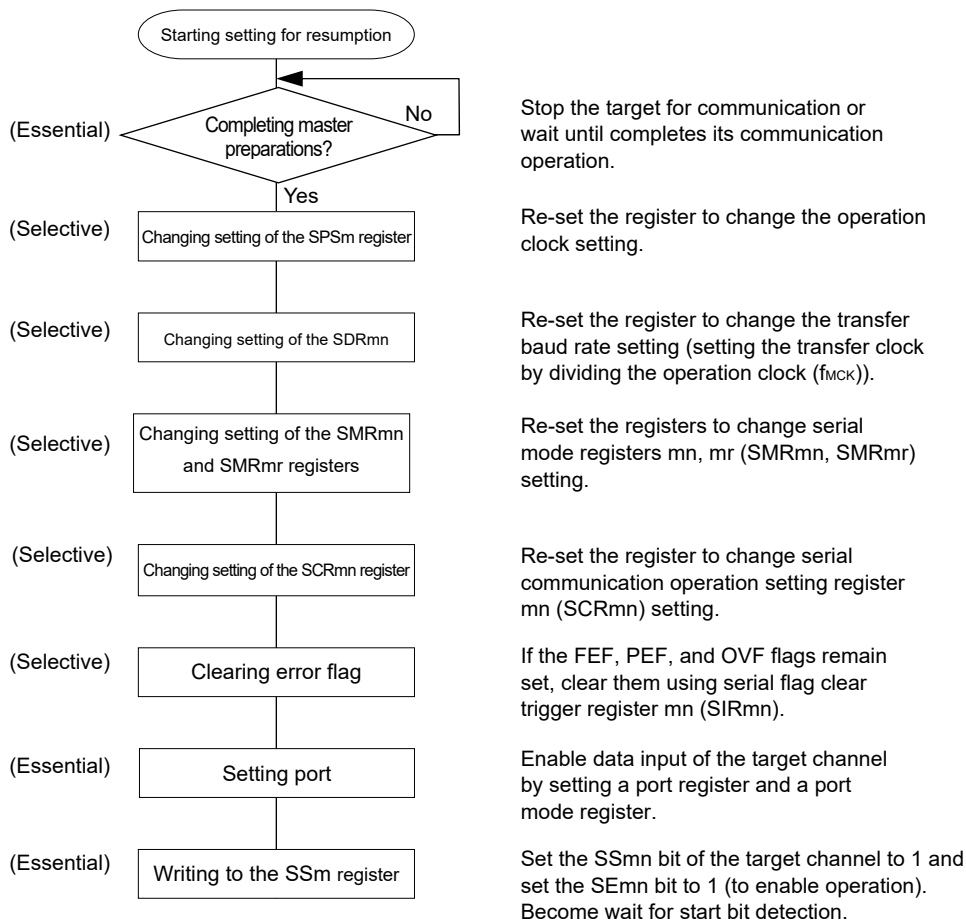 Starting setting for resumption
(Essential)
Completing master
preparations?
No
Stop the target for communication or
wait until completes its communication
operation.
Yes
(Selective)
Changing setting of the SPSm register
Re-set the register to change the operation
clock setting.
(Selective)
Changing setting of the SDRmn
Re-set the register to change the transfer
baud rate setting (setting the transfer clock
by dividing the operation clock (fMCK)).
(Selective)
Changing setting of the SMRmn
and SMRmr registers
Re-set the registers to change serial
mode registers mn, mr (SMRmn, SMRmr)
setting.
(Selective)
Changing setting of the SCRmn register
Re-set the register to change serial
communication operation setting register
mn (SCRmn) setting.
(Selective)
Clearing error flag
If the FEF, PEF, and OVF flags remain
set, clear them using serial flag clear
trigger register mn (SIRmn).
(Essential)
Setting port
Enable data input of the target channel
by setting a port register and a port
mode register.
(Essential)
Writing to the SSm register
Set the SSmn bit of the target channel to 1 and
set the SEmn bit to 1 (to enable operation).
Become wait for start bit detection.